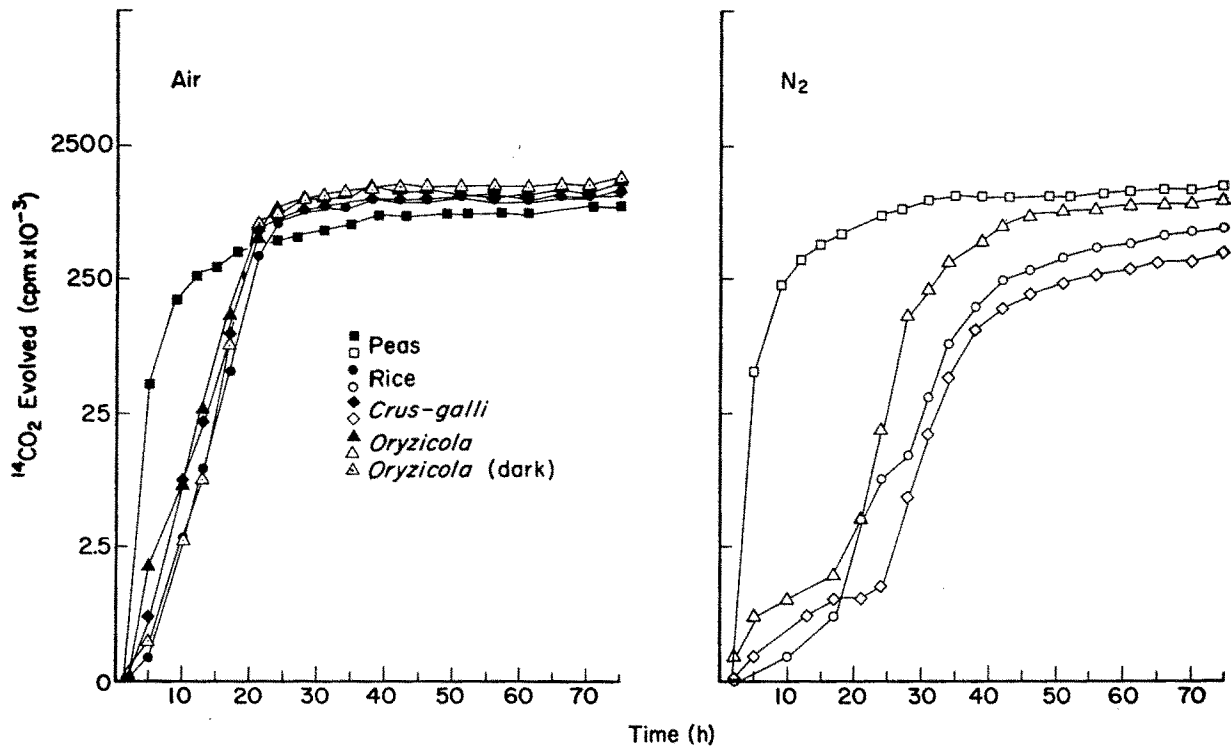 Air
N₂
2500
250
25
2.5
0
¹⁴CO₂ Evolved (cpm x 10⁻³)
Peas
Rice
Crus-galli
Oryzicola
Oryzicola (dark)
10 20 30 40 50 60 70
10 20 30 40 50 60 70
Time (h)